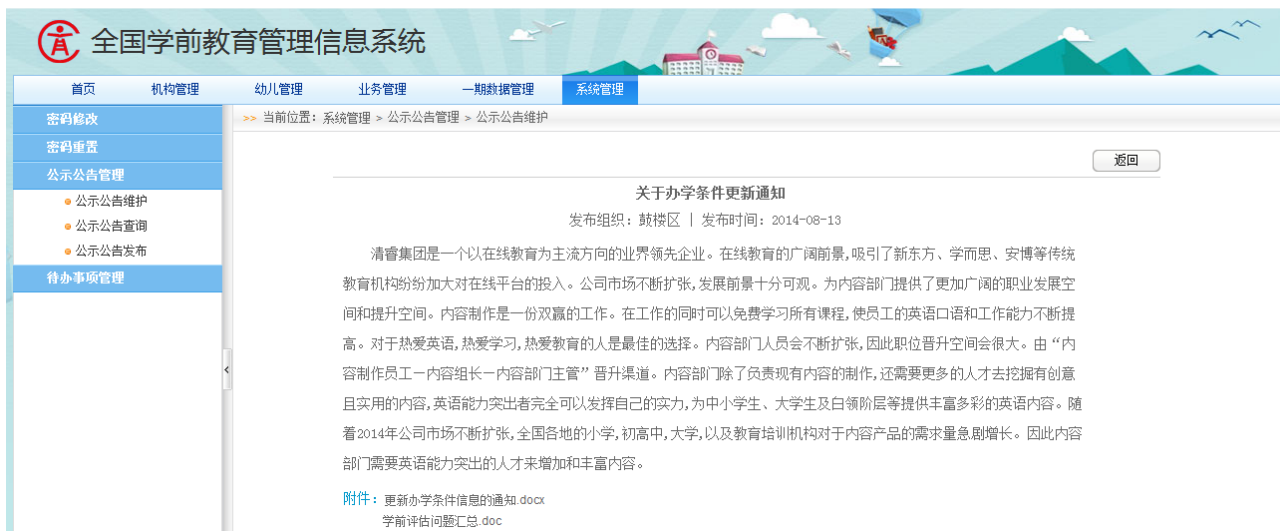 全国学前教育管理信息系统
首页 机构管理 幼儿管理 业务管理 一期数据管理 系统管理
密码修改
>> 当前位置：系统管理 > 公示公告管理 > 公示公告维护
密码重置
公示公告管理
公示公告维护
公示公告查询
公示公告发布
待办事项管理
返回
关于办学条件更新通知
发布组织：鼓楼区 | 发布时间：2014-08-13
清睿集团是一个以在线教育为主流方向的业界领先企业。在线教育的广阔前景,吸引了新东方、学而思、安博等传统
教育机构纷纷加大对在线平台的投入。公司市场不断扩张,发展前景十分可观。为内容部门提供了更加广阔的职业发展空
间和提升空间。内容制作是一份双赢的工作。在工作的同时可以免费学习所有课程,使员工的英语口语和工作能力不断提
高。对于热爱英语,热爱学习,热爱教育的人是最佳的选择。内容部门人员会不断扩张,因此职位晋升空间会很大。由“内
容制作员工—内容组长—内容部门主管”晋升渠道。内容部门除了负责现有内容的制作,还需要更多的人才去挖掘有创意
且实用的内容,英语能力突出者完全可以发挥自己的实力,为中小学生、大学生及白领阶层等提供丰富多彩的英语内容。随
着2014年公司市场不断扩张,全国各地的小学,初高中,大学,以及教育培训机构对于内容产品的需求量急剧增长。因此内容
部门需要英语能力突出的人才来增加和丰富内容。
附件：更新办学条件信息的通知.docx
学前评估问题汇总.doc